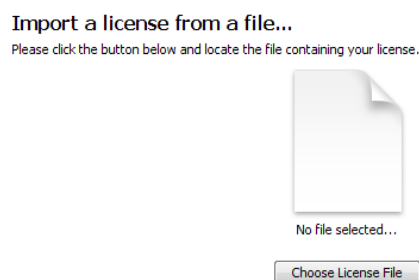 Import a license from a file...
Please click the button below and locate the file containing your license.
No file selected...
Choose License File